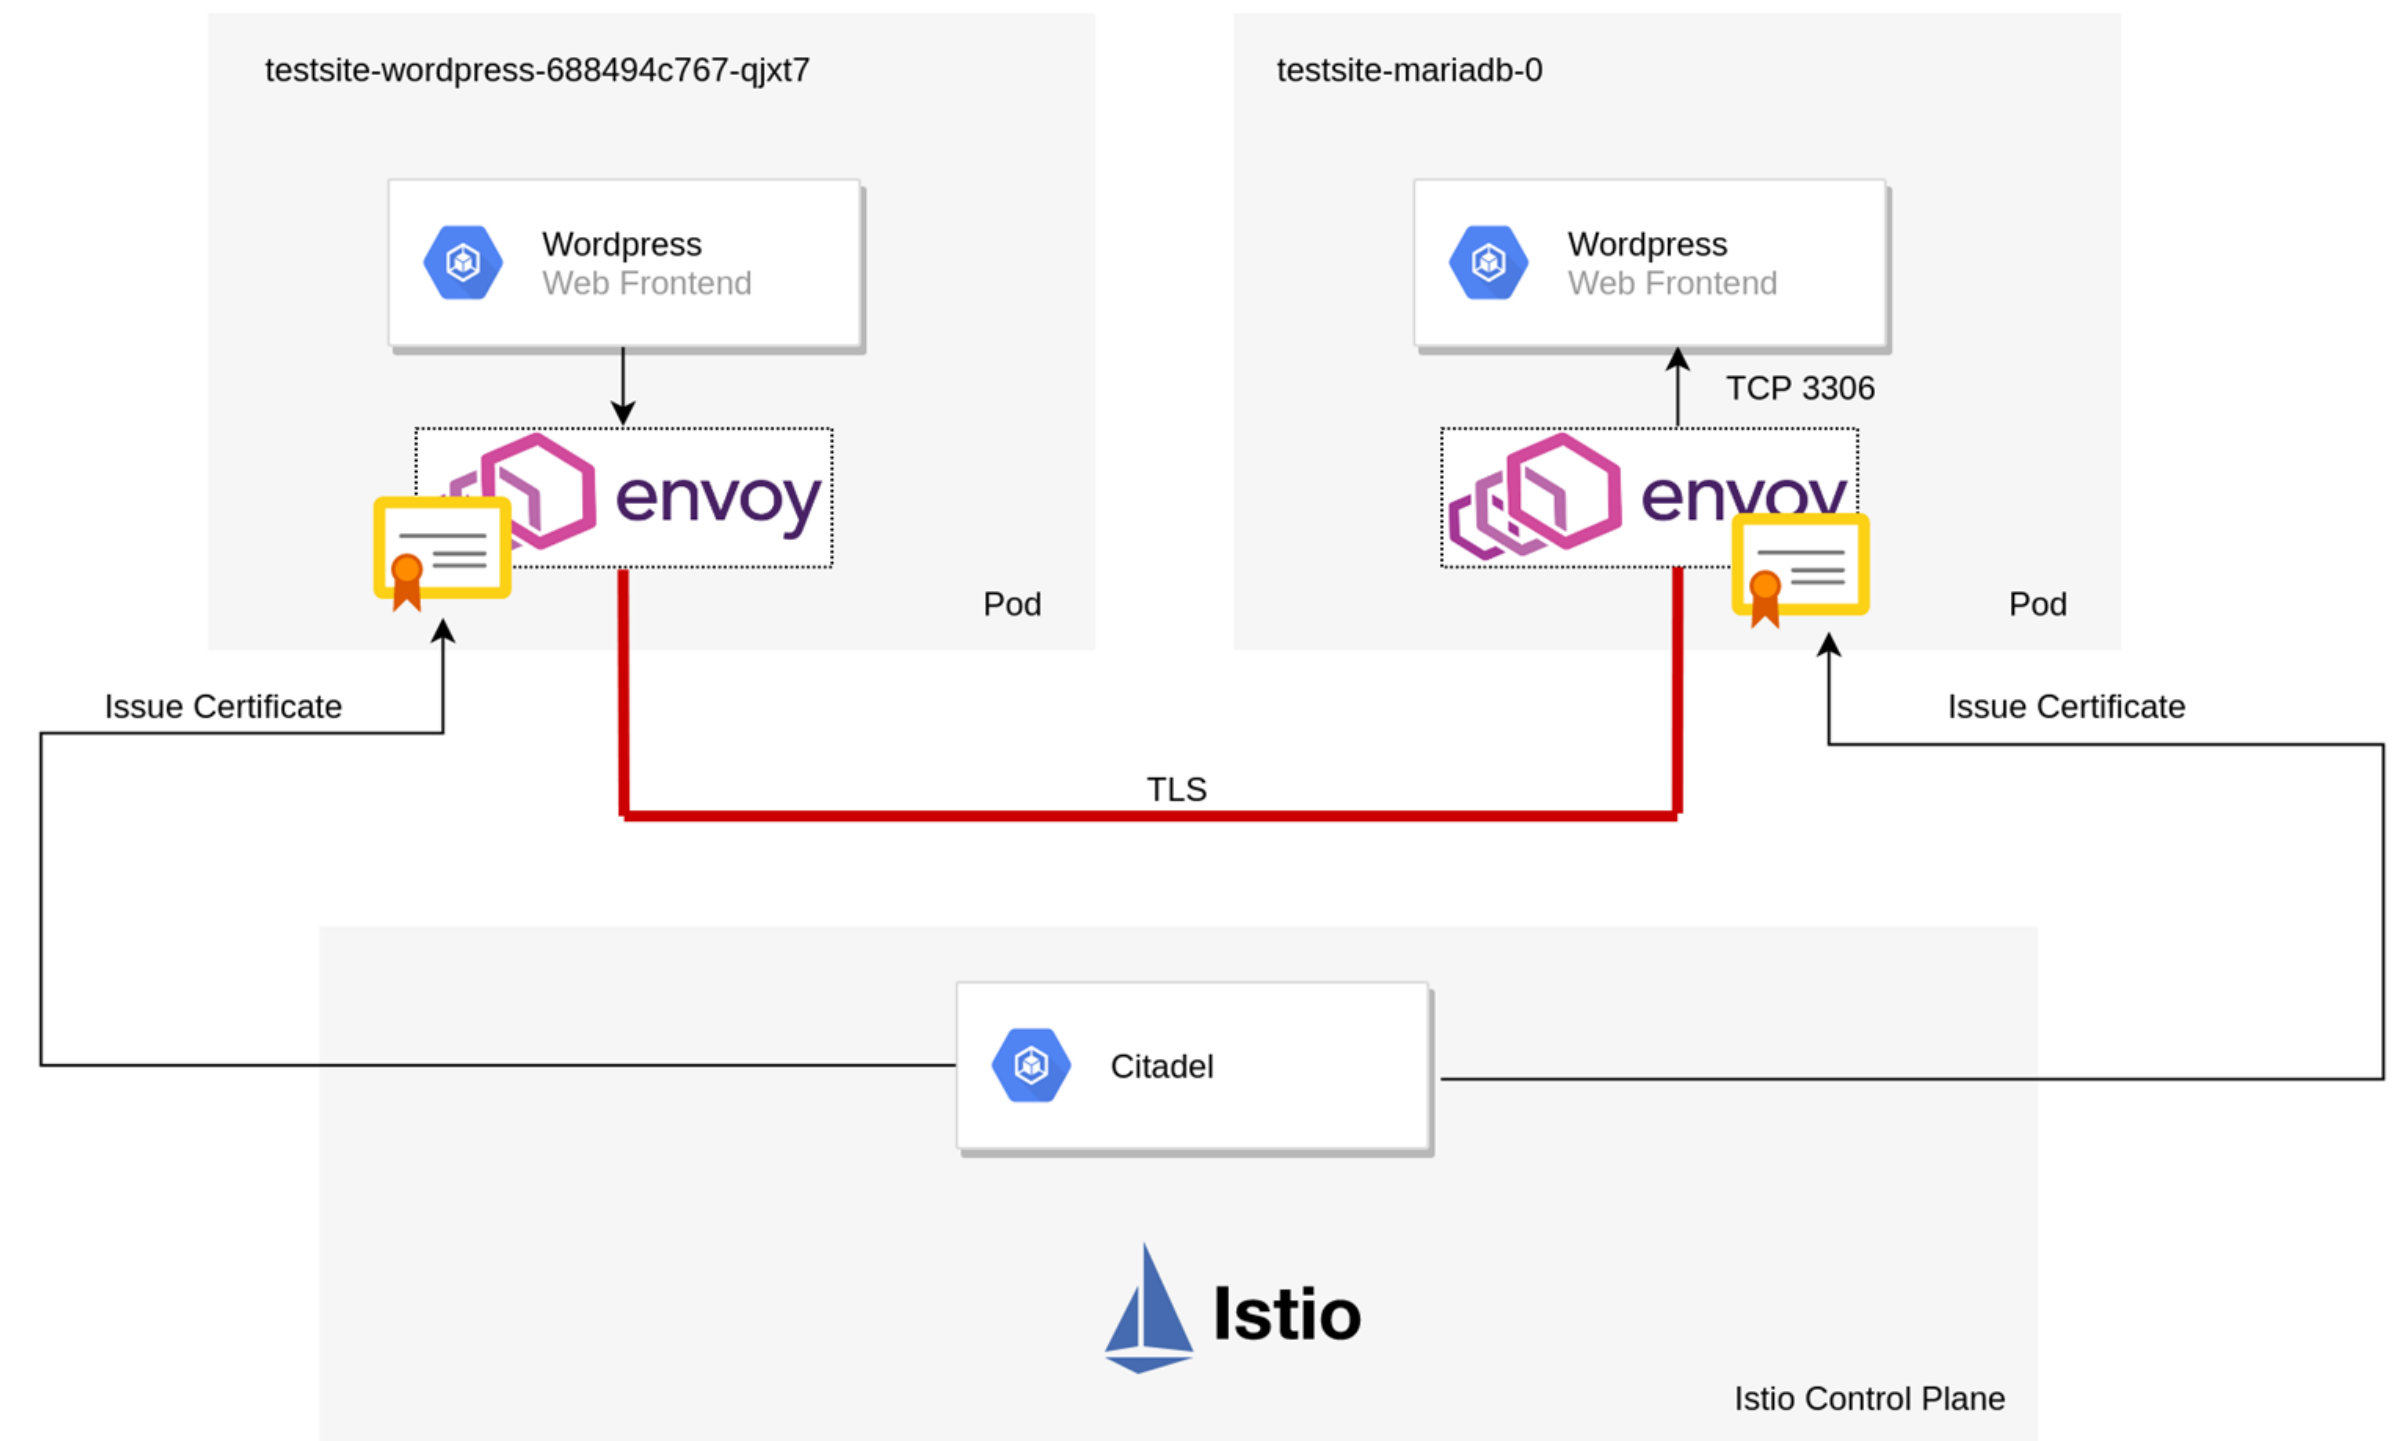 testsite-wordpress-688494c767-qjxt7
testsite-mariadb-0
Wordpress
Web Frontend
Wordpress
Web Frontend
TCP 3306
envoy
envoy
Pod
Pod
Issue Certificate
Issue Certificate
TLS
Citadel
Istio
Istio Control Plane